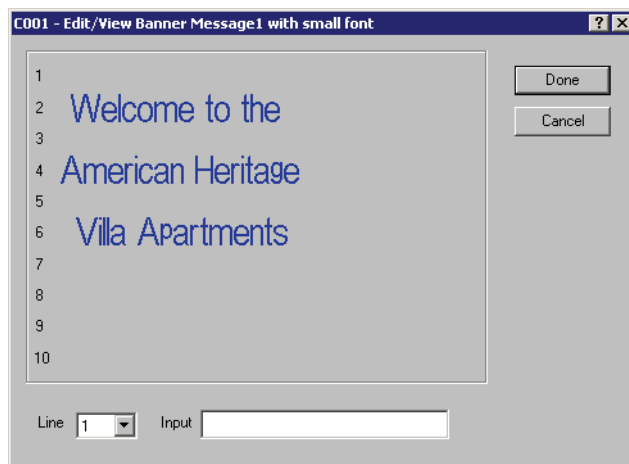 C001 - Edit/View Banner Message1 with small font
1
2 Welcome to the
3
4 American Heritage
5
6 Villa Apartments
7
8
9
10
Done
Cancel
Line 1 Input